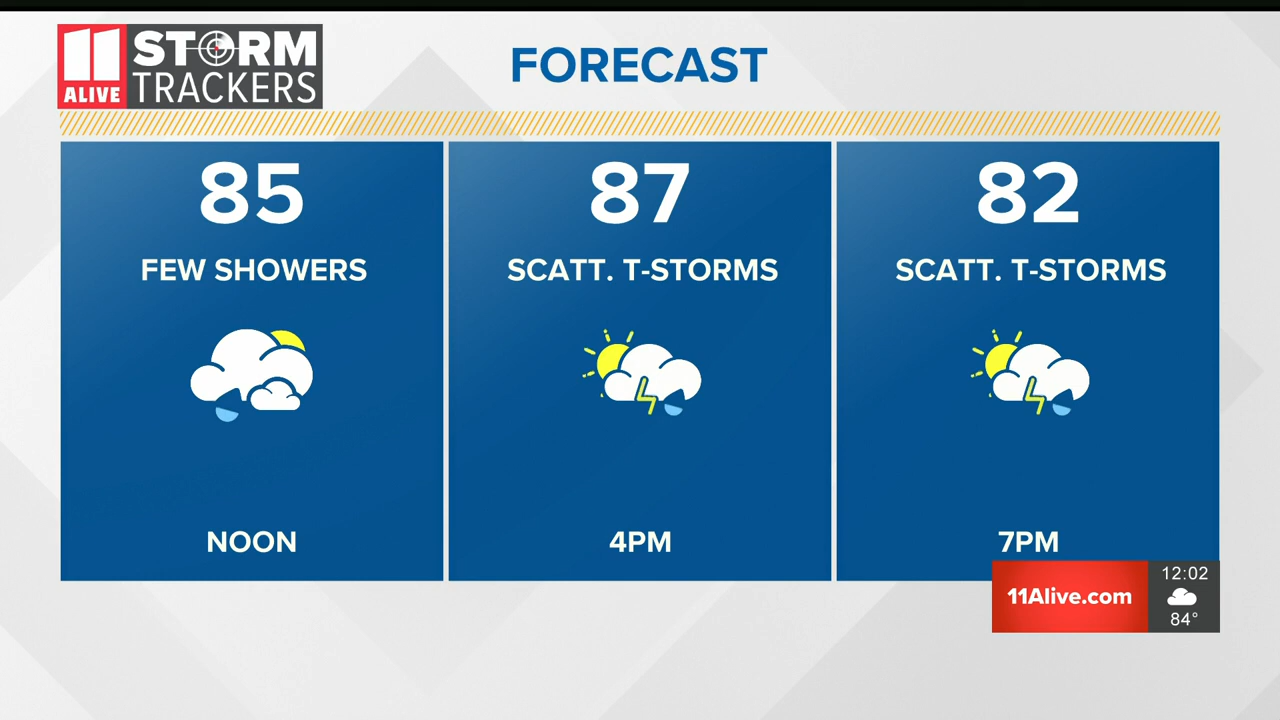 11 ALIVE
STORM
TRACKERS
FORECAST
85
FEW SHOWERS
NOON
87
SCATT. T-STORMS
4PM
82
SCATT. T-STORMS
7PM
11Alive.com
12:02
84°